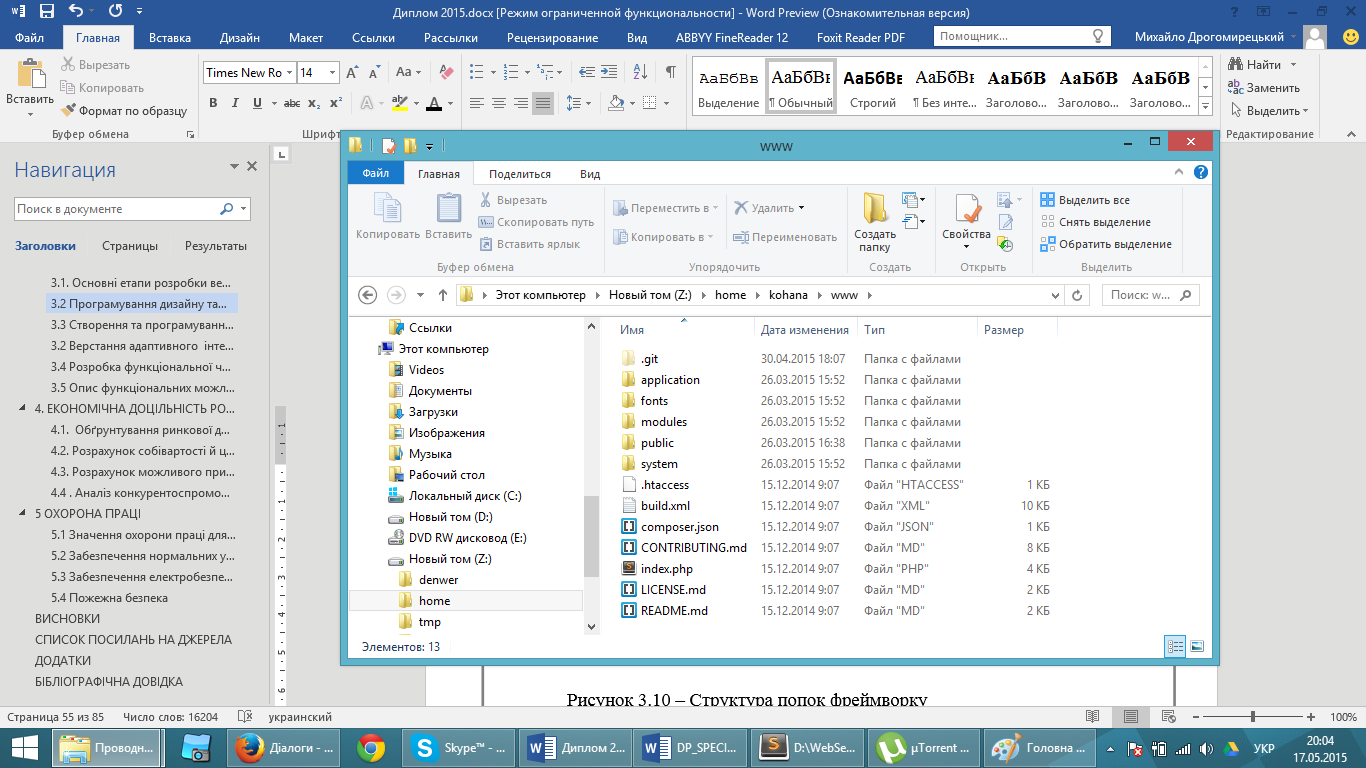 Диплом 2015.docx [Режим ограниченной функциональности] - Word Preview (Ознакомительная версия)
Файл Главная Вставка Дизайн Макет Ссылки Рассылки Рецензирование Вид ABBYY FineReader 12 Foxit Reader PDF Помощник... Михайло Дрогомирецький
Вставить
Вырезать
Копировать
Формат по образцу
Буфер обмена
Times New Ro 14
Шрифт
АаБбВв Выделение
АаБбВв ¶ Обычный
АаБбВв Строгий
АаБбВв ¶ Без инте...
АаБбВ Заголово...
АаБбВ Заголово...
АаБбВ Заголово...
Найти
Заменить
Выделить
Редактирование
Навигация
Поиск в документе
Заголовки Страницы Результаты
3.1. Основні етапи розробки ве...
3.2 Програмування дизайну та...
3.3 Створення та програмуванн...
3.2 Верстання адаптивного інте...
3.4 Розробка функціональної ч...
3.5 Опис функціональних можл...
4. ЕКОНОМІЧНА ДОЦІЛЬНІСТЬ РО...
4.1. Обґрунтування ринкової д...
4.2. Розрахунок собівартості й ц...
4.3. Розрахунок можливого при...
4.4 . Аналіз конкурентоспромо...
5 ОХОРОНА ПРАЦІ
5.1 Значення охорони праці для...
5.2 Забезпечення нормальних у...
5.3 Забезпечення електробезпе...
5.4 Пожежна безпека
ВИСНОВКИ
СПИСОК ПОСИЛАНЬ НА ДЖЕРЕЛА
ДОДАТКИ
БІБЛІОГРАФІЧНА ДОВІДКА
www
Файл Главная Поделиться Вид
Копировать
Вставить
Вырезать
Скопировать путь
Вставить ярлык
Буфер обмена
Переместить в
Копировать в
Удалить
Переименовать
Упорядочить
Создать папку
Создать
Свойства
Открыть
Выделить все
Снять выделение
Обратить выделение
Выделить
Этот компьютер Новый том (Z:) home kohana www
Поиск: w...
Ссылки
Этот компьютер
Videos
Документы
Загрузки
Изображения
Музыка
Рабочий стол
Локальный диск (C:)
Новый том (D:)
DVD RW дисковод (E:)
Новый том (Z:)
denwer
home
tmp
Имя Дата изменения Тип Размер
.git 30.04.2015 18:07 Папка с файлами
application 26.03.2015 15:52 Папка с файлами
fonts 26.03.2015 15:52 Папка с файлами
modules 26.03.2015 15:52 Папка с файлами
public 26.03.2015 16:38 Папка с файлами
system 26.03.2015 15:52 Папка с файлами
.htaccess 15.12.2014 9:07 Файл "HTACCESS" 1 КБ
build.xml 15.12.2014 9:07 Файл "XML" 10 КБ
composer.json 15.12.2014 9:07 Файл "JSON" 1 КБ
CONTRIBUTING.md 15.12.2014 9:07 Файл "MD" 8 КБ
index.php 15.12.2014 9:07 Файл "PHP" 4 КБ
LICENSE.md 15.12.2014 9:07 Файл "MD" 2 КБ
README.md 15.12.2014 9:07 Файл "MD" 2 КБ
Элементов: 13
Рисунок 3.10 – Структура попок фреймворку
Страница 55 из 85 Число слов: 16204 украинский 100%
Проводн... Діалоги - ... Skype™ - ... Диплом 2... DP_SPECI... D:\WebSe... µTorrent ... Головна ... УКР 20:04
17.05.2015